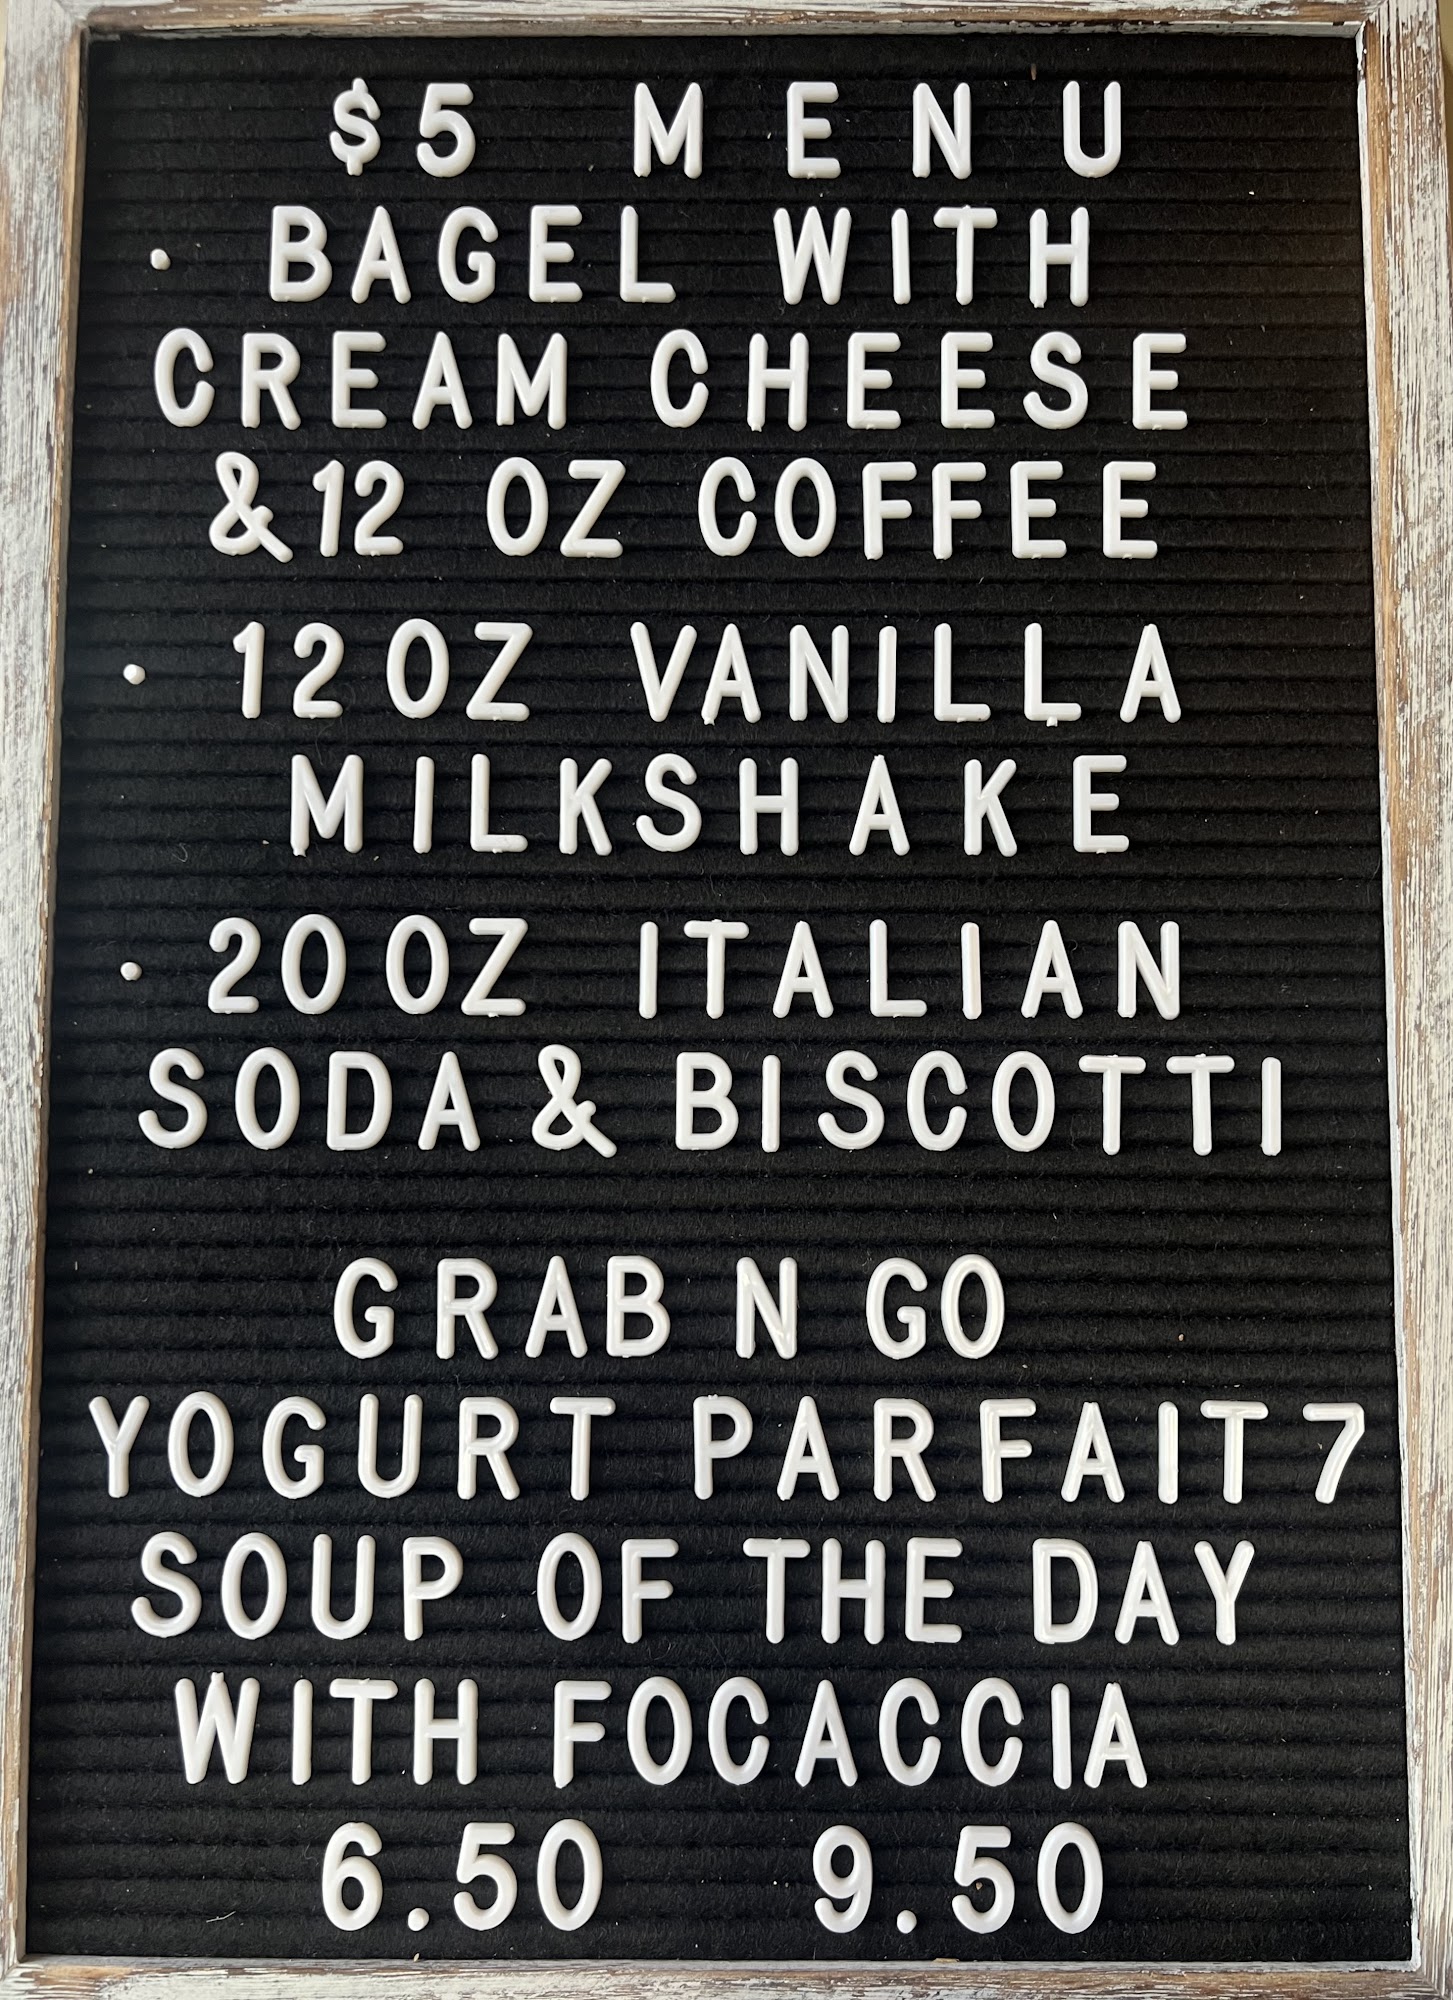 $5 MENU
· BAGEL WITH
CREAM CHEESE
&12 OZ COFFEE
· 12 OZ VANILLA
MILKSHAKE
· 20 OZ ITALIAN
SODA & BISCOTTI
GRAB N GO
YOGURT PARFAIT 7
SOUP OF THE DAY
WITH FOCACCIA
6.50 9.50